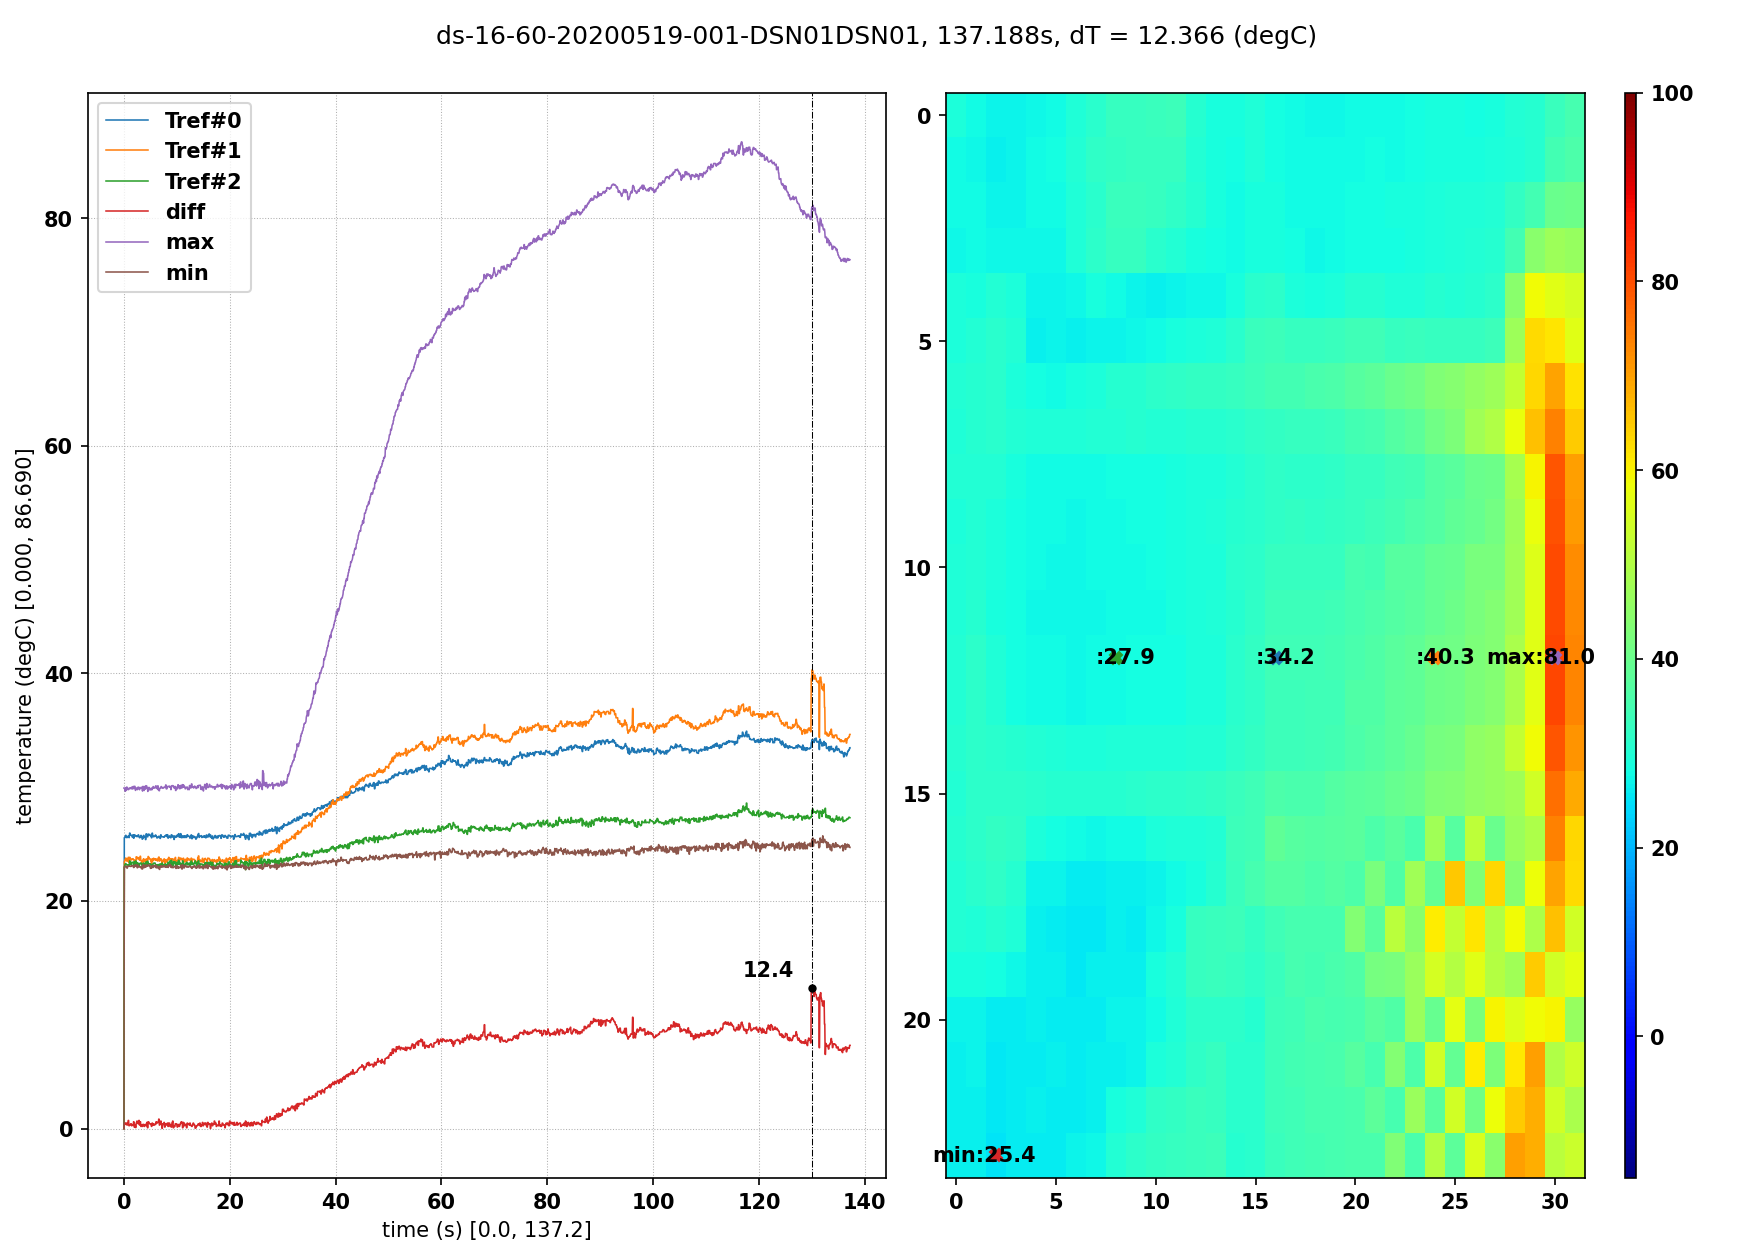 ds-16-60-20200519-001-DSN01DSN01, 137.188s, dT = 12.366 (degC)
Tref#0
Tref#1
Tref#2
diff
max
min
temperature (degC) [0.000, 86.690]
80
60
40
20
0
12.4
0 20 40 60 80 100 120 140
time (s) [0.0, 137.2]
0
5
10
15
20
:27.9 :34.2 :40.3 max:81.0
min:25.4
0 5 10 15 20 25 30
100
80
60
40
20
0